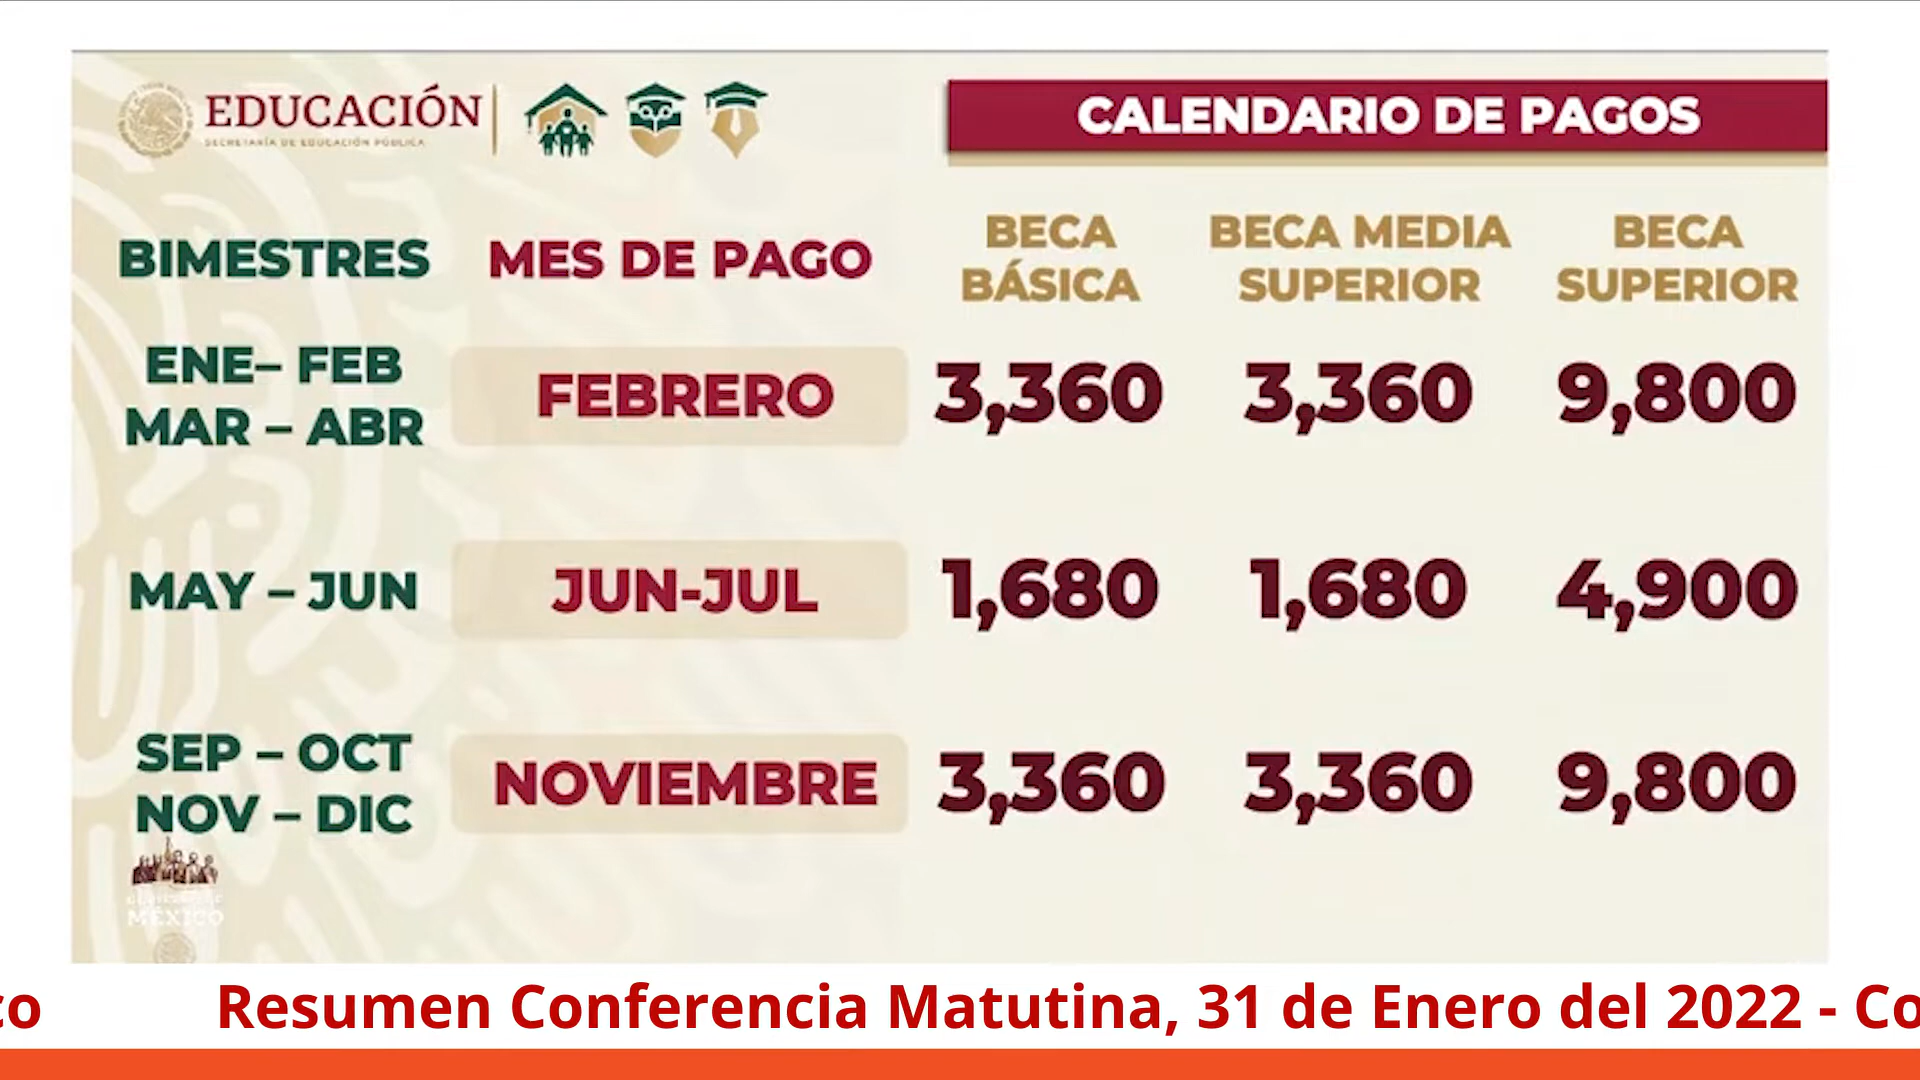 EDUCACIÓN
SECRETARÍA DE EDUCACIÓN PÚBLICA
CALENDARIO DE PAGOS
BIMESTRES
MES DE PAGO
BECA
BÁSICA
BECA MEDIA
SUPERIOR
BECA
SUPERIOR
ENE– FEB
MAR – ABR
FEBRERO
3,360
3,360
9,800
MAY – JUN
JUN-JUL
1,680
1,680
4,900
SEP – OCT
NOV – DIC
NOVIEMBRE
3,360
3,360
9,800
MÉXICO
co Resumen Conferencia Matutina, 31 de Enero del 2022 - Co